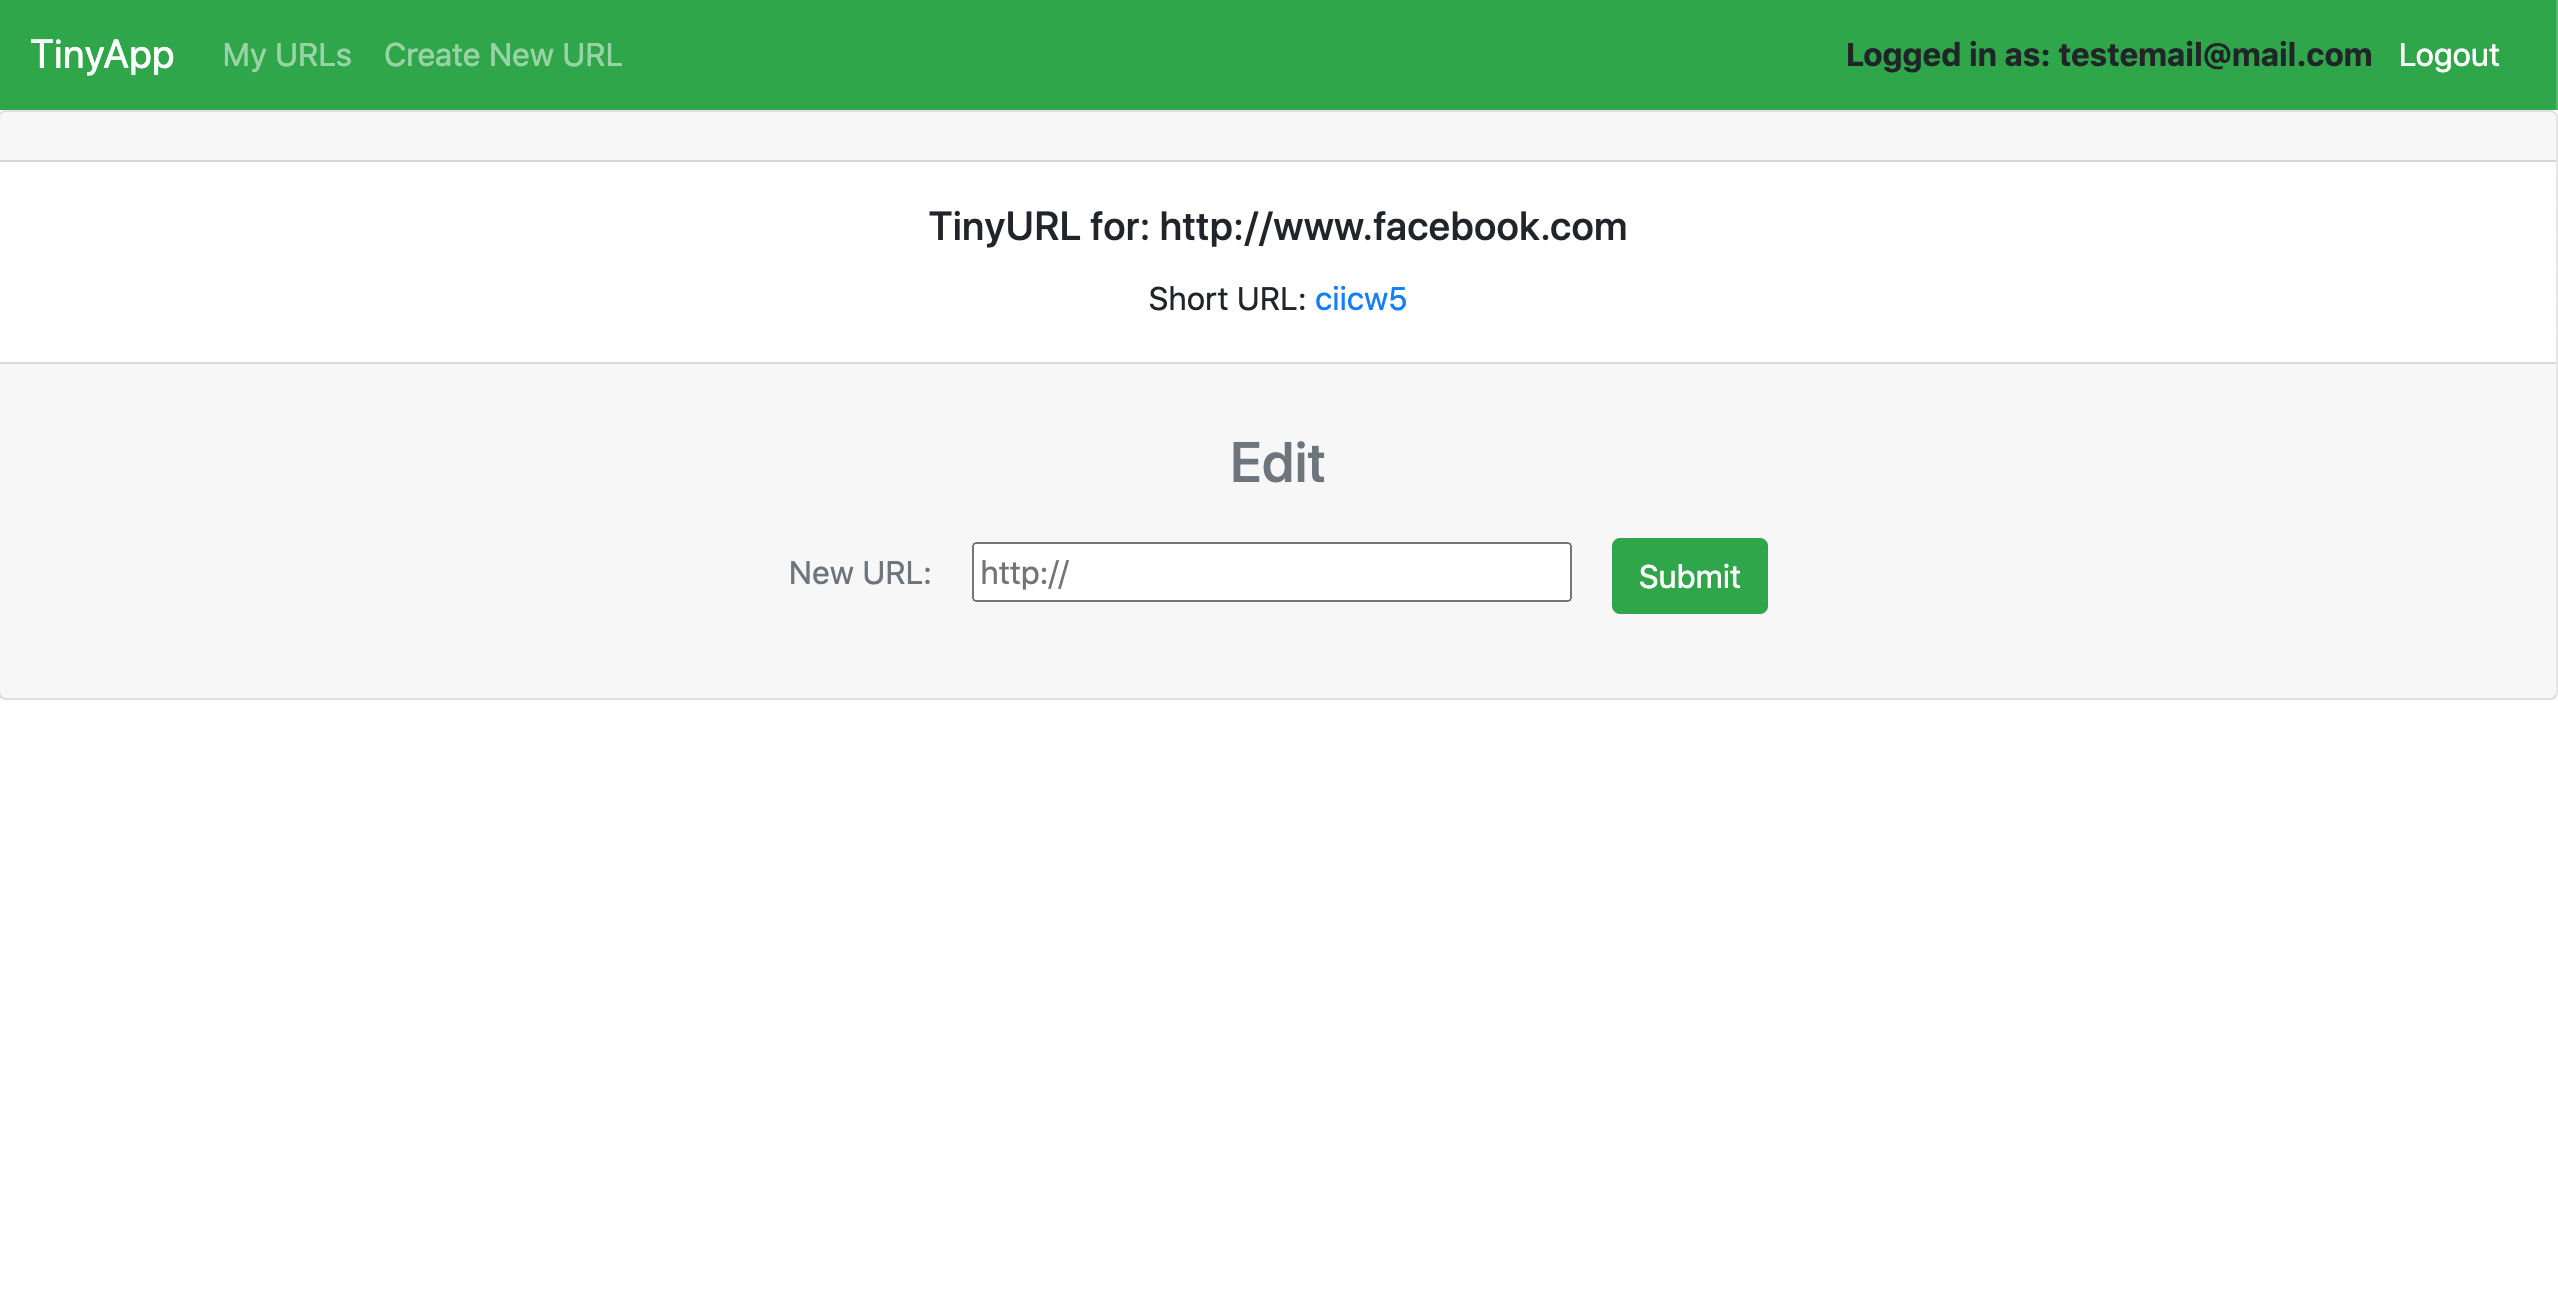 TinyApp My URLs Create New URL Logged in as: testemail@mail.com Logout
TinyURL for: http://www.facebook.com
Short URL: ciicw5
Edit
New URL: http:// Submit